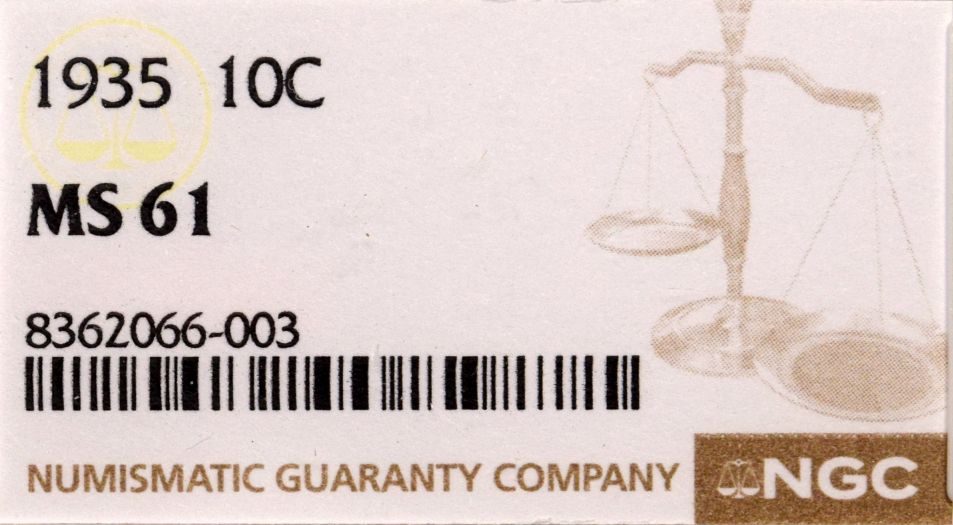 1935 10C
MS 61
8362066-003
NUMISMATIC GUARANTY COMPANY NGC